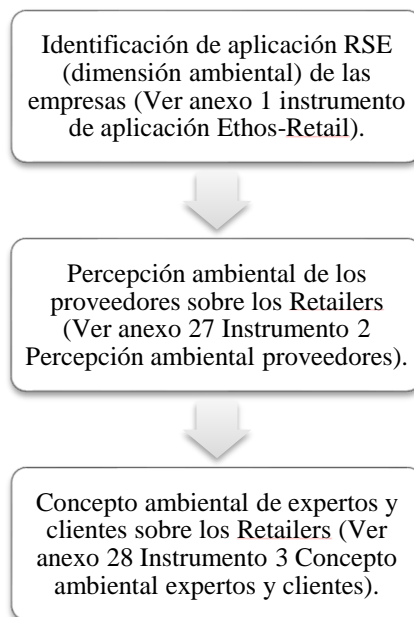 Identificación de aplicación RSE
(dimensión ambiental) de las
empresas (Ver anexo 1 instrumento
de aplicación Ethos-Retail).
Percepción ambiental de los
proveedores sobre los Retailers
(Ver anexo 27 Instrumento 2
Percepción ambiental proveedores).
Concepto ambiental de expertos y
clientes sobre los Retailers (Ver
anexo 28 Instrumento 3 Concepto
ambiental expertos y clientes).